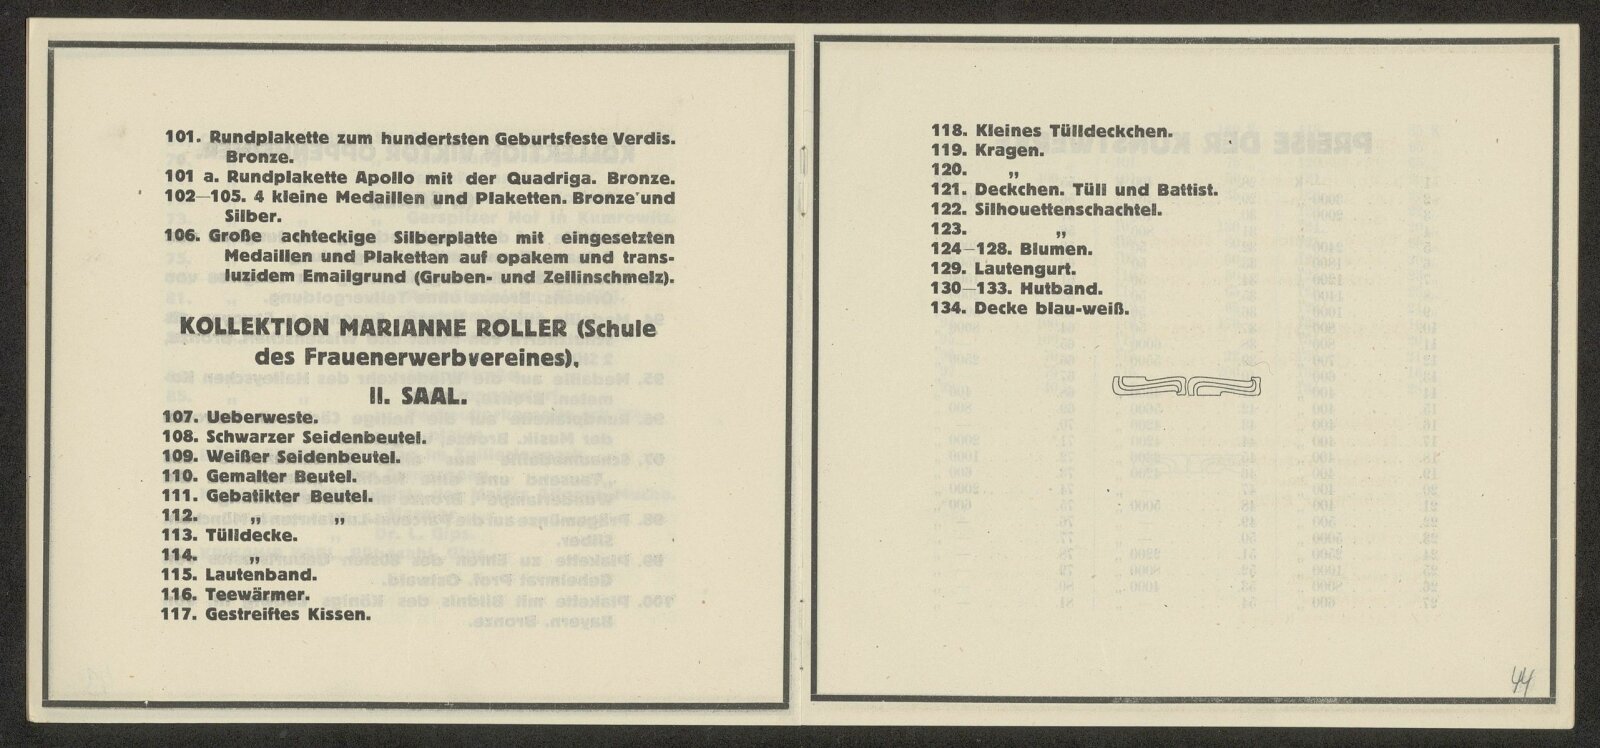 101. Rundplakette zum hundertsten Geburtsfeste Verdis.
Bronze.
101 a. Rundplakette Apollo mit der Quadriga. Bronze.
102—105. 4 kleine Medaillen und Plaketten. Bronze und
Silber.
106. Große achteckige Silberplatte mit eingesetzten
Medaillen und Plaketten auf opakem und trans-
luzidem Emailgrund (Gruben- und Zellinschmelz).
KOLLEKTION MARIANNE ROLLER (Schule
des Frauenerwerbvereines),
II. SAAL.
107. Ueberweste.
108. Schwarzer Seidenbeutel.
109. Weißer Seidenbeutel.
110. Gemalter Beutel.
111. Gebatikter Beutel.
112. „ „
113. Tülldecke.
114. „
115. Lautenband.
116. Teewärmer.
117. Gestreiftes Kissen.
118. Kleines Tülldeckchen.
119. Kragen.
120. „
121. Deckchen. Tüll und Battist.
122. Silhouettenschachtel.
123. „
124—128. Blumen.
129. Lautengurt.
130—133. Hutband.
134. Decke blau-weiß.
44